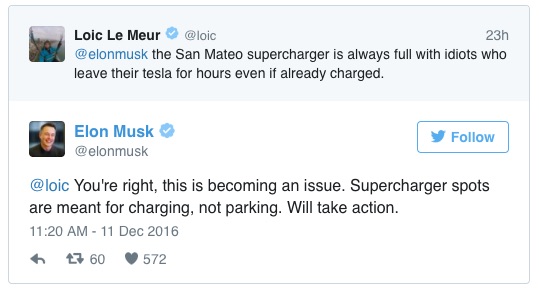 Loic Le Meur @loic 23h
@elonmusk the San Mateo supercharger is always full with idiots who
leave their tesla for hours even if already charged.
Elon Musk
@elonmusk
Follow
@loic You're right, this is becoming an issue. Supercharger spots
are meant for charging, not parking. Will take action.
11:20 AM - 11 Dec 2016
60 572